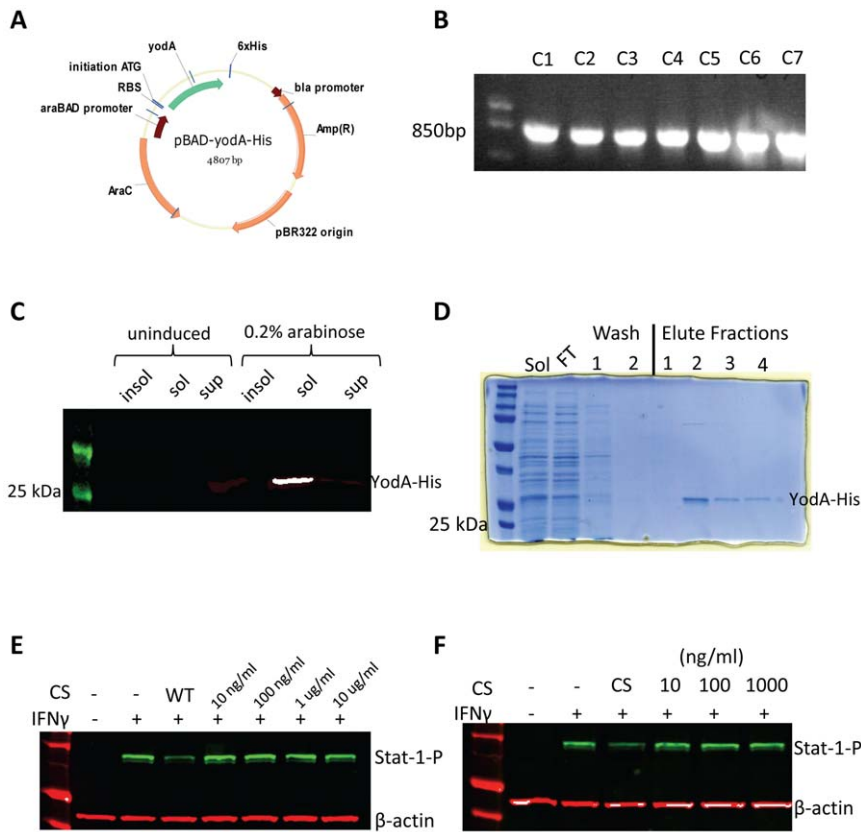 A
yodA
6xHis
initiation ATG
RBS
araBAD promoter
bla promoter
Amp(R)
pBAD-yodA-His
4807 bp
AraC
pBR322 origin
B
C1 C2 C3 C4 C5 C6 C7
850bp
C
uninduced 0.2% arabinose
insol sol sup insol sol sup
YodA-His
25 kDa
D
Wash Elute Fractions
Sol FT 1 2 1 2 3 4
YodA-His
25 kDa
E
CS - - WT 10 ng/ml 100 ng/ml 1 ug/ml 10 ug/ml
IFNγ - + + + + + +
Stat-1-P
β-actin
F
(ng/ml)
CS - - CS 10 100 1000
IFNγ - + + + + +
Stat-1-P
β-actin